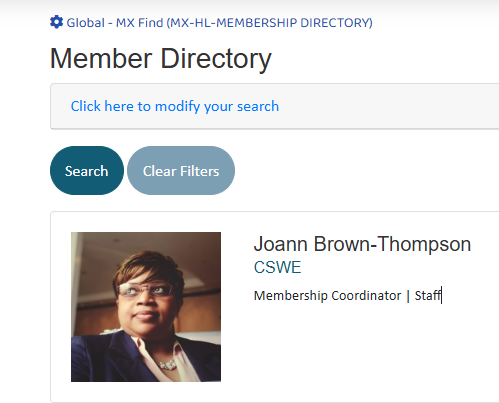 Global - MX Find (MX-HL-MEMBERSHIP DIRECTORY)
Member Directory
Click here to modify your search
Search Clear Filters
Joann Brown-Thompson
CSWE
Membership Coordinator | Staff